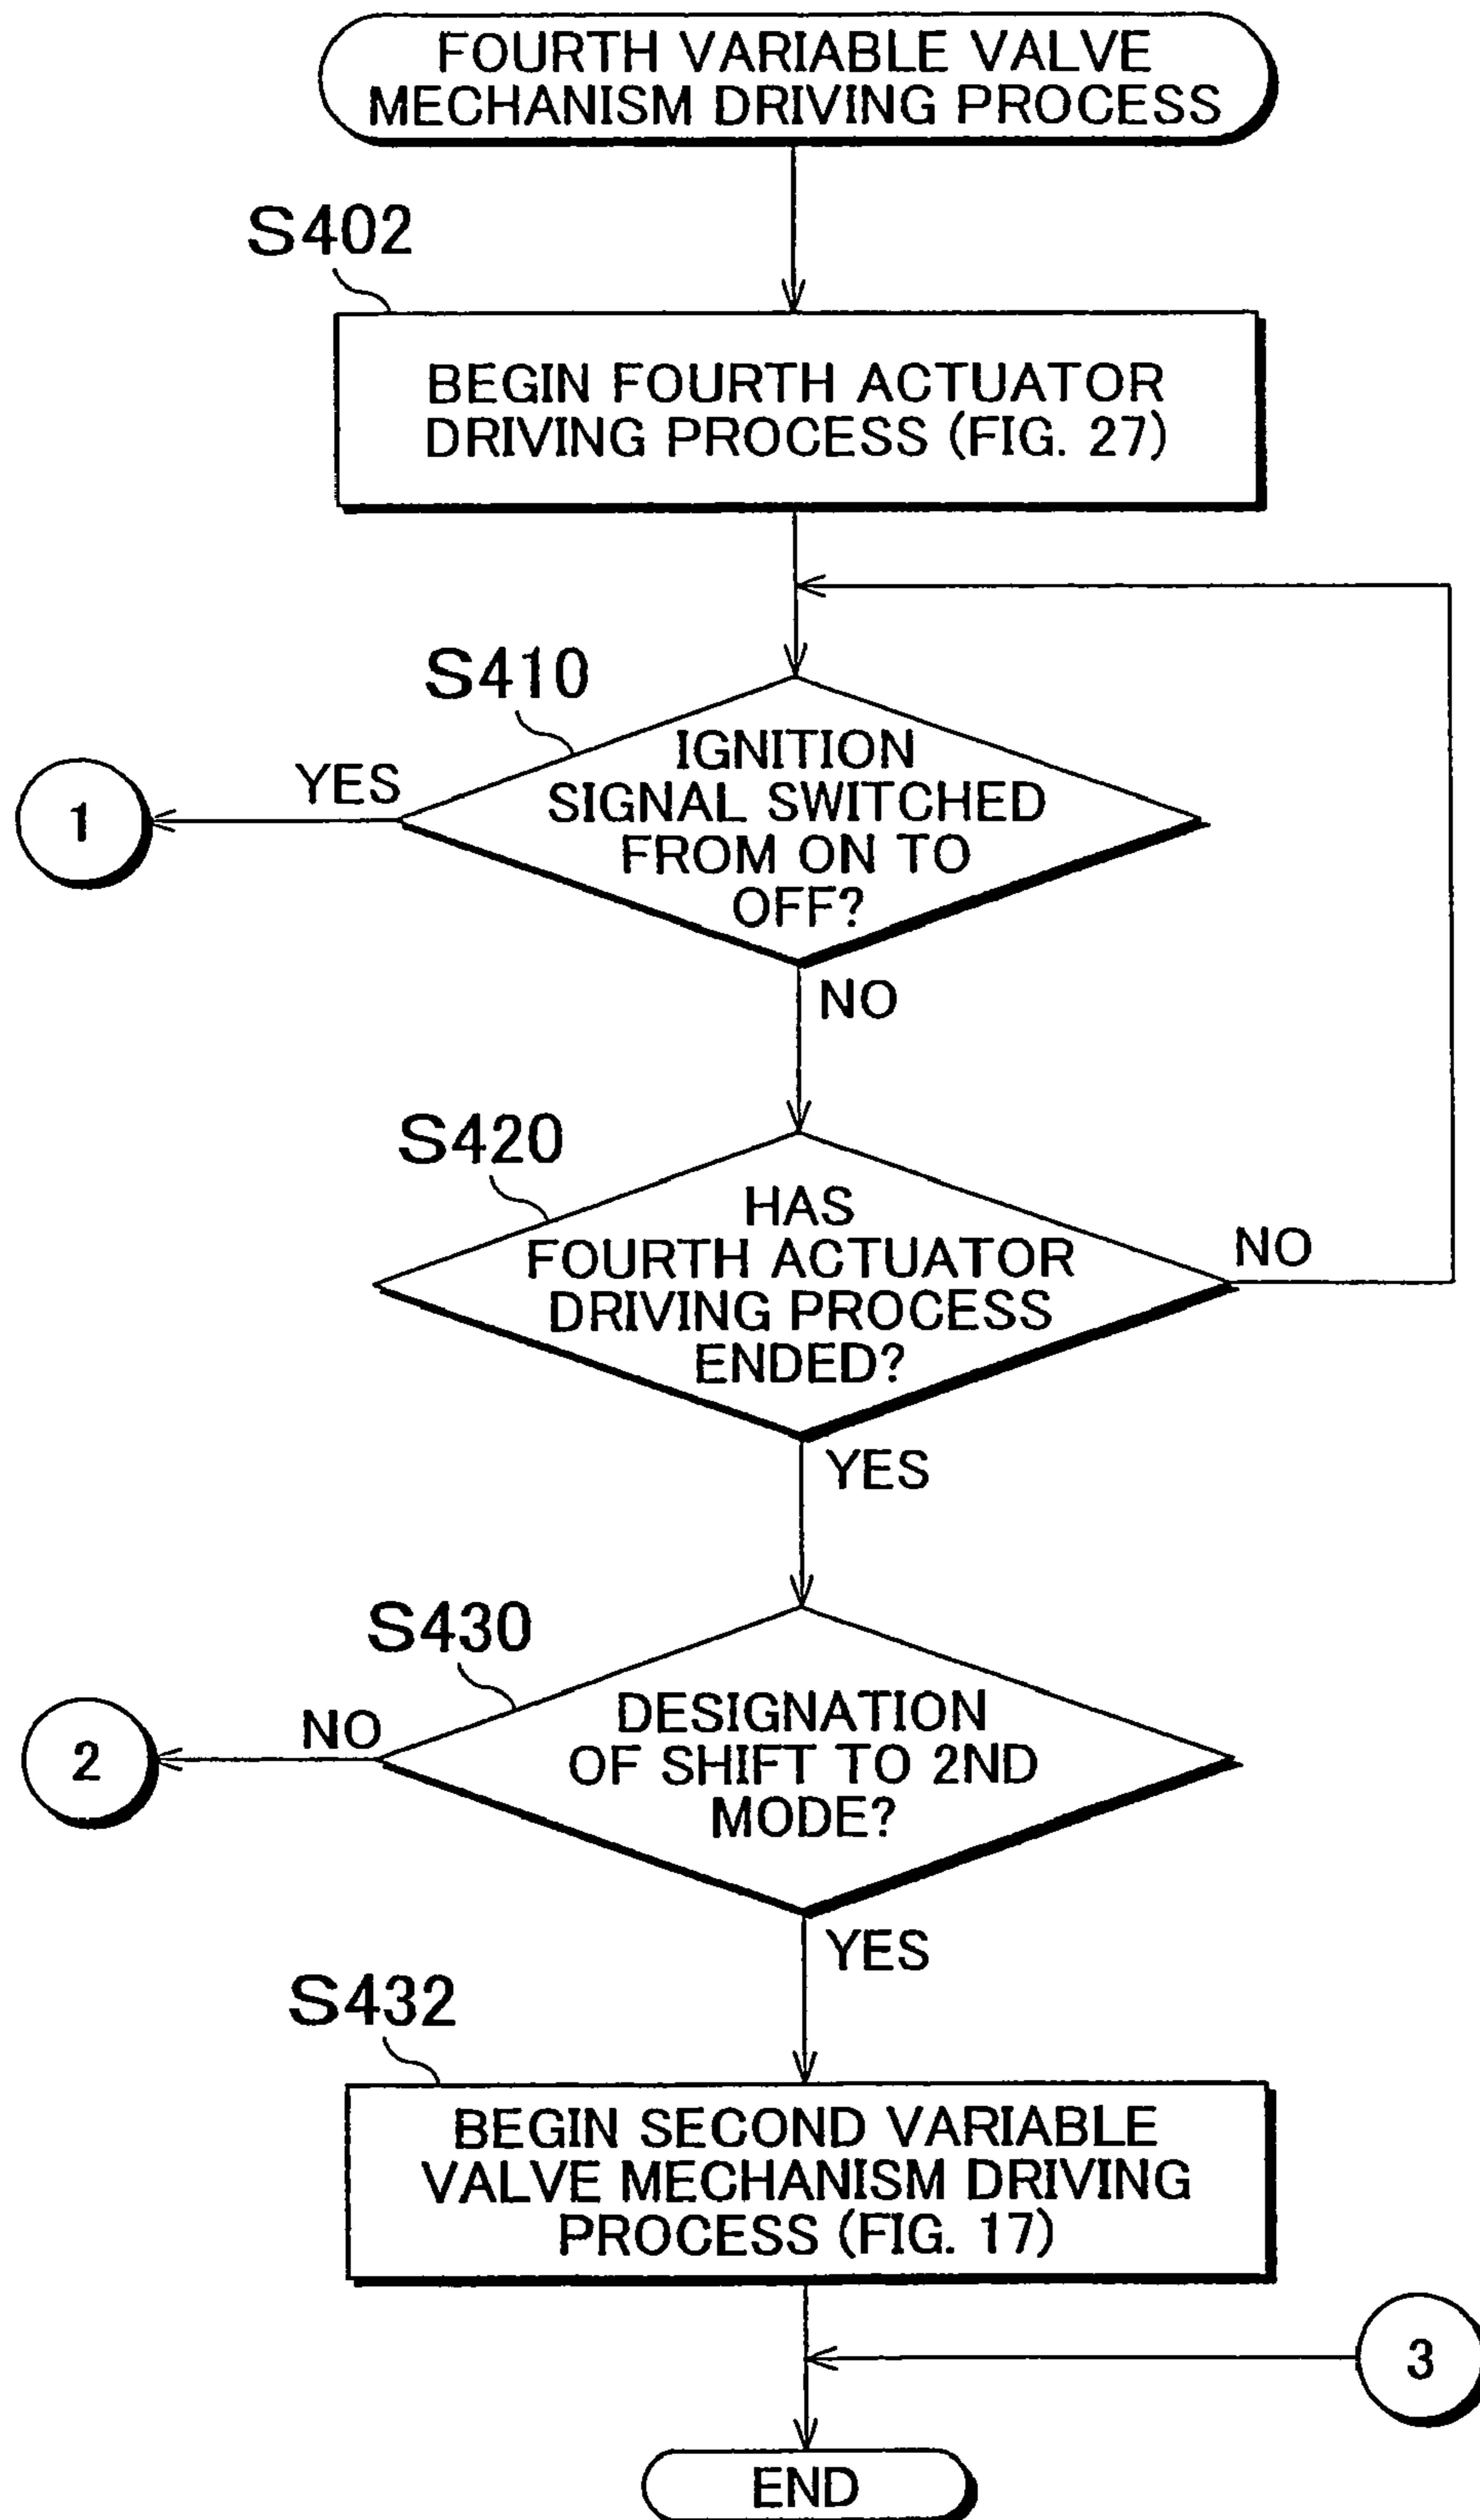 FOURTH VARIABLE VALVE
MECHANISM DRIVING PROCESS
S402
BEGIN FOURTH ACTUATOR
DRIVING PROCESS (FIG. 27)
S410
IGNITION
SIGNAL SWITCHED
FROM ON TO
OFF?
YES
1
NO
S420
HAS
FOURTH ACTUATOR
DRIVING PROCESS
ENDED?
NO
YES
S430
DESIGNATION
OF SHIFT TO 2ND
MODE?
NO
2
YES
S432
BEGIN SECOND VARIABLE
VALVE MECHANISM DRIVING
PROCESS (FIG. 17)
3
END